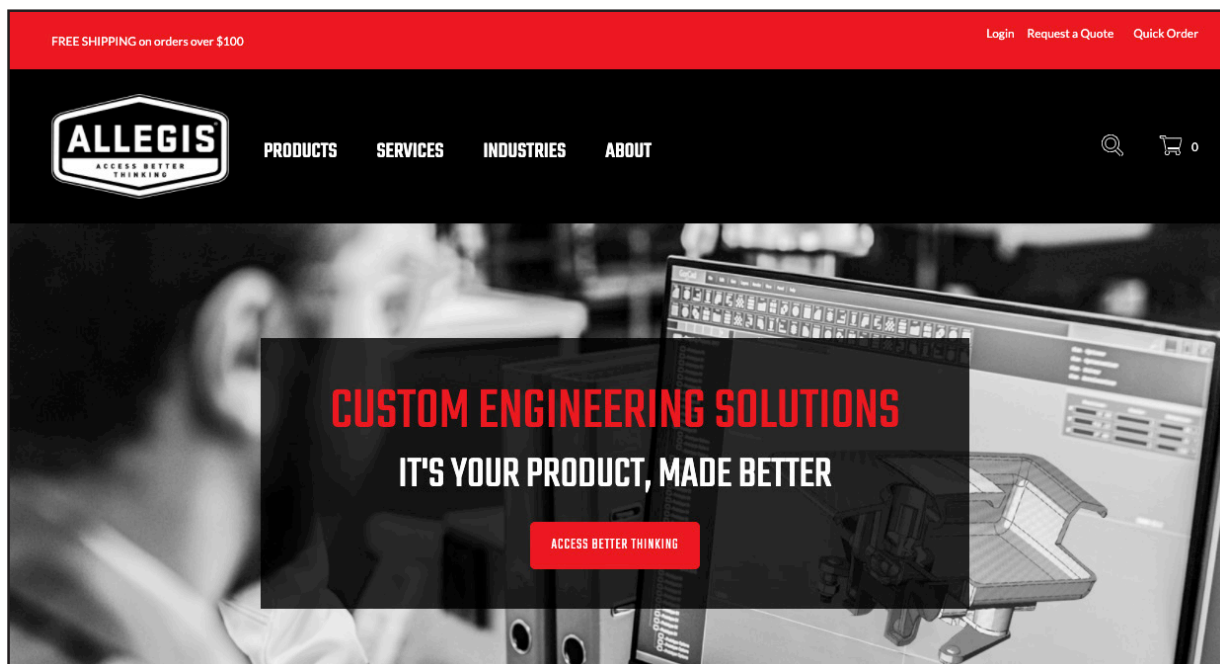 FREE SHIPPING on orders over $100
Login Request a Quote Quick Order
ALLEGIS
ACCESS BETTER
THINKING
PRODUCTS SERVICES INDUSTRIES ABOUT
0
CUSTOM ENGINEERING SOLUTIONS
IT'S YOUR PRODUCT, MADE BETTER
ACCESS BETTER THINKING